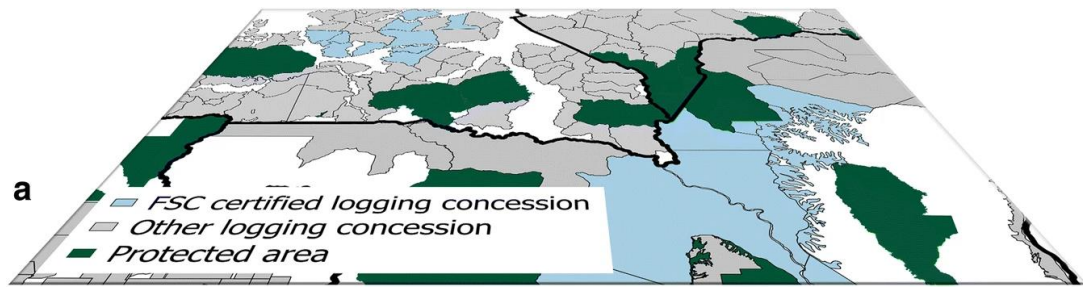 a
FSC certified logging concession
Other logging concession
Protected area